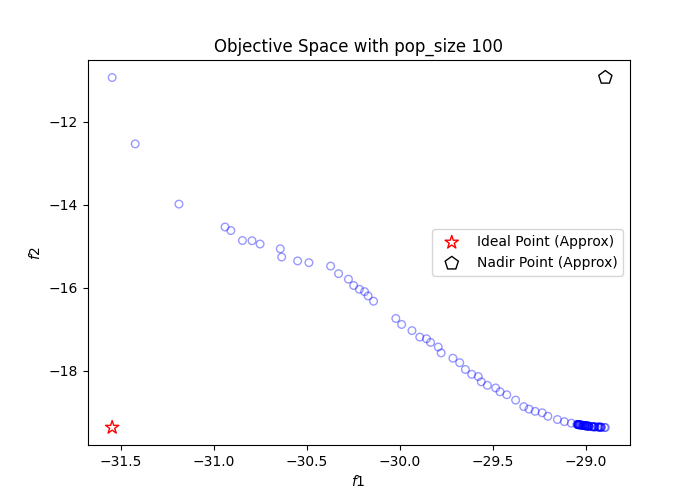 Objective Space with pop_size 100
f2
−12
−14
−16
−18
Ideal Point (Approx)
Nadir Point (Approx)
−31.5 −31.0 −30.5 −30.0 −29.5 −29.0
f1